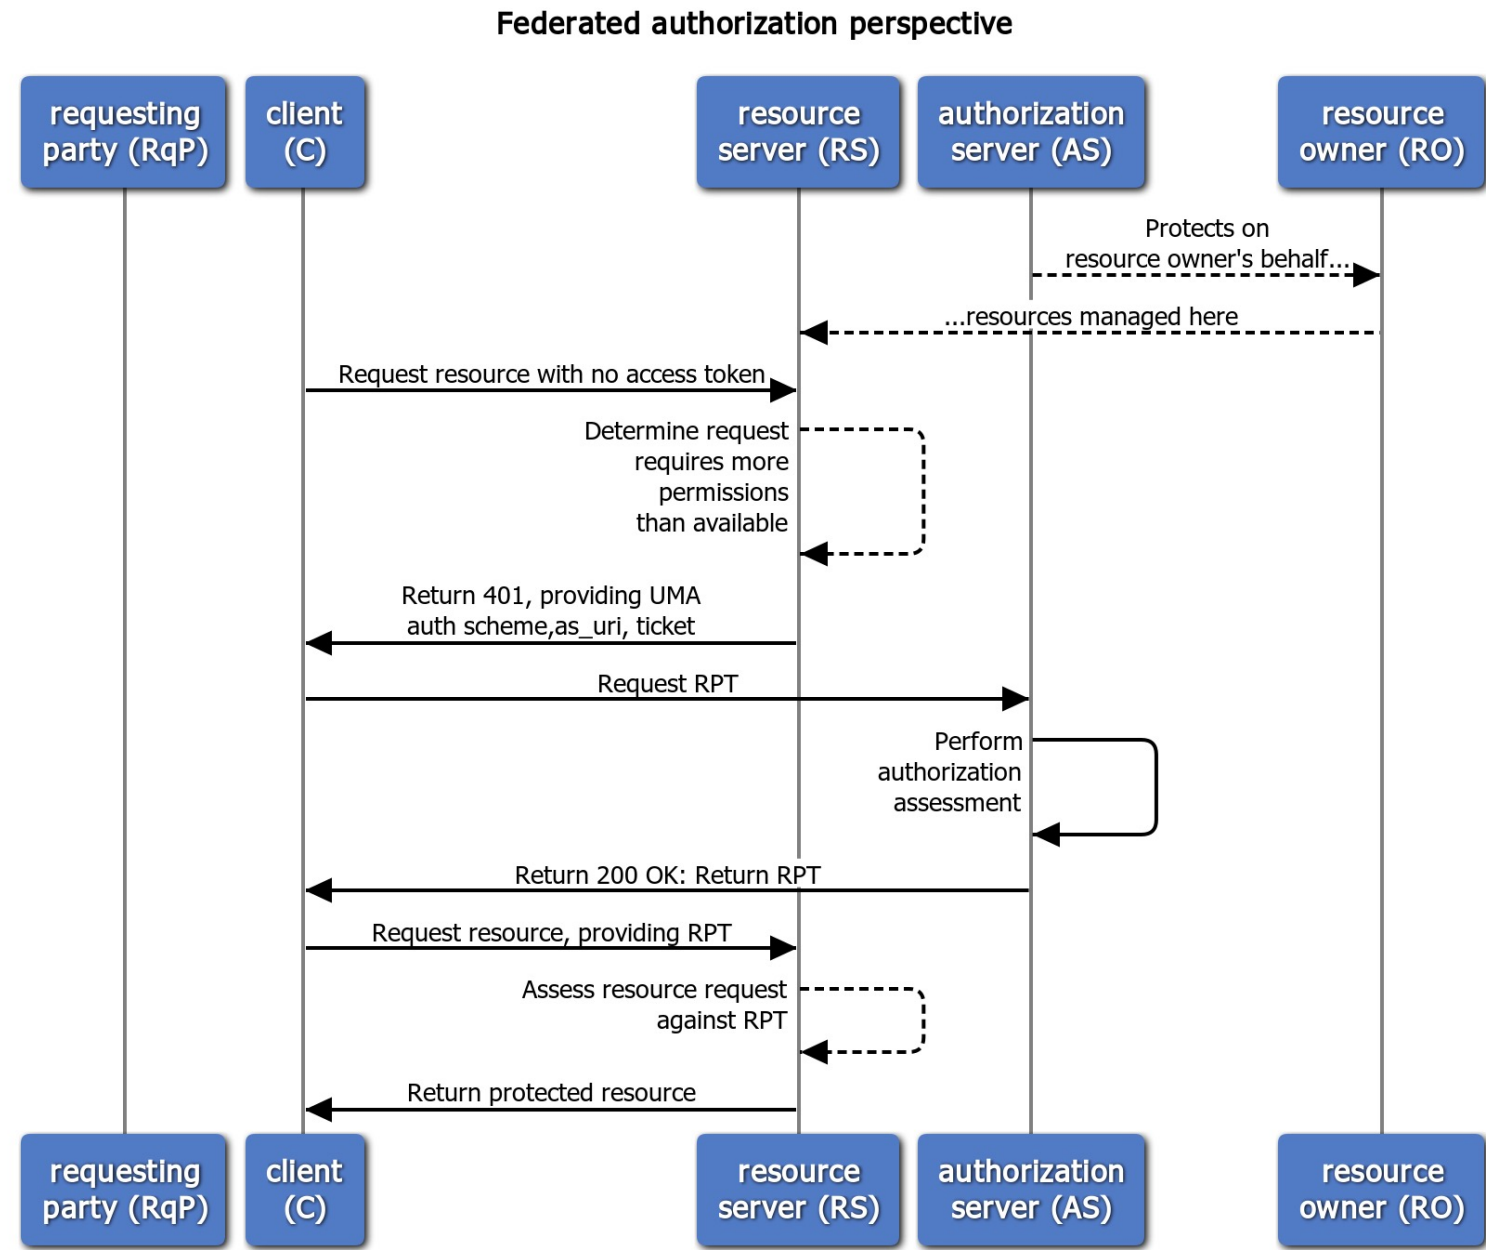 Federated authorization perspective
requesting
party (RqP)
client
(C)
resource
server (RS)
authorization
server (AS)
resource
owner (RO)
Protects on
resource owner's behalf...
...resources managed here
Request resource with no access token
Determine request
requires more
permissions
than available
Return 401, providing UMA
auth scheme,as_uri, ticket
Request RPT
Perform
authorization
assessment
Return 200 OK: Return RPT
Request resource, providing RPT
Assess resource request
against RPT
Return protected resource
requesting
party (RqP)
client
(C)
resource
server (RS)
authorization
server (AS)
resource
owner (RO)